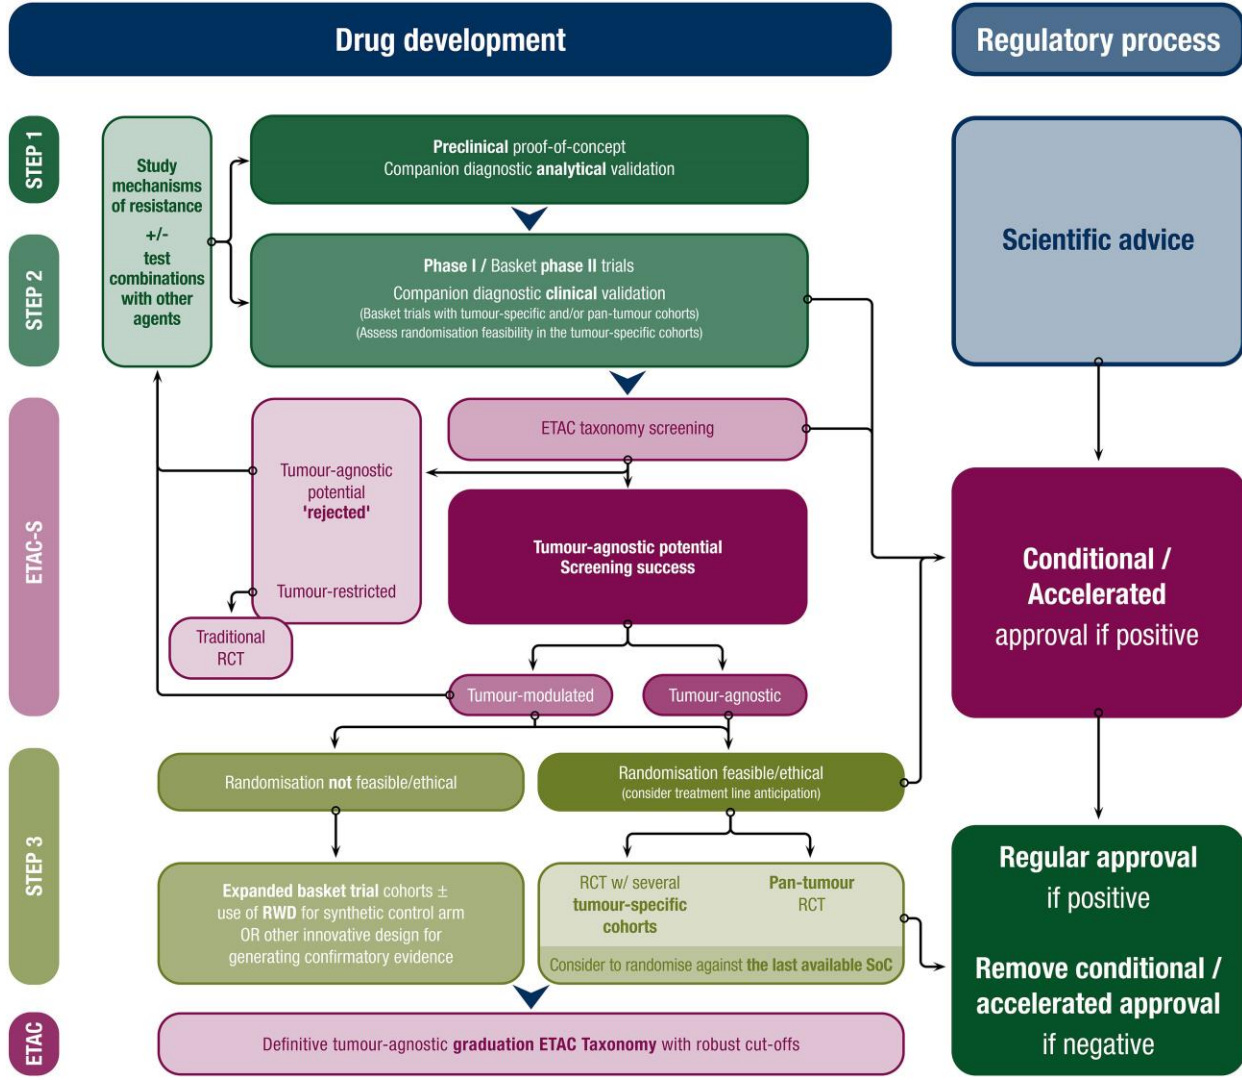 Drug development
Regulatory process
STEP 1
Study
mechanisms
of resistance
+/-
test
combinations
with other
agents
Preclinical proof-of-concept
Companion diagnostic analytical validation
Scientific advice
STEP 2
Phase I / Basket phase II trials
Companion diagnostic clinical validation
(Basket trials with tumour-specific and/or pan-tumour cohorts)
(Assess randomisation feasibility in the tumour-specific cohorts)
ETAC-S
ETAC taxonomy screening
Tumour-agnostic
potential
'rejected'
Tumour-restricted
Traditional
RCT
Tumour-agnostic potential
Screening success
Tumour-modulated
Tumour-agnostic
Conditional /
Accelerated
approval if positive
STEP 3
Randomisation not feasible/ethical
Randomisation feasible/ethical
(consider treatment line anticipation)
Expanded basket trial cohorts ±
use of RWD for synthetic control arm
OR other innovative design for
generating confirmatory evidence
RCT w/ several
tumour-specific
cohorts
Pan-tumour
RCT
Consider to randomise against the last available SoC
Regular approval
if positive
Remove conditional /
accelerated approval
if negative
ETAC
Definitive tumour-agnostic graduation ETAC Taxonomy with robust cut-offs